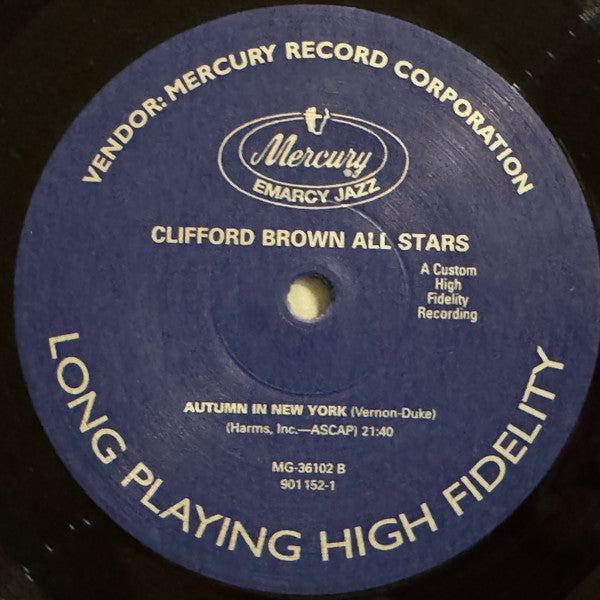 VENDOR: MERCURY RECORD CORPORATION
Mercury
EMARCY JAZZ
CLIFFORD BROWN ALL STARS
A Custom
High
Fidelity
Recording
AUTUMN IN NEW YORK (Vernon-Duke)
(Harms, Inc.—ASCAP) 21:40
MG-36102 B
901 152-1
LONG PLAYING HIGH FIDELITY